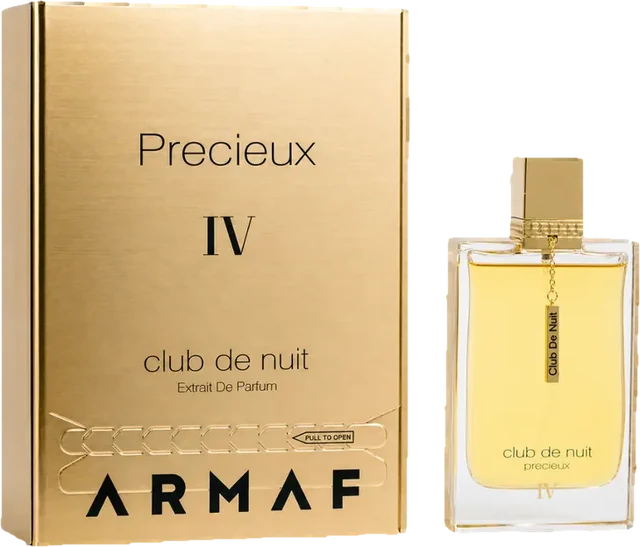 Precieux
IV
club de nuit
Extrait De Parfum
PULL TO OPEN
ARMAF
Club De Nuit
club de nuit
precieux
IV